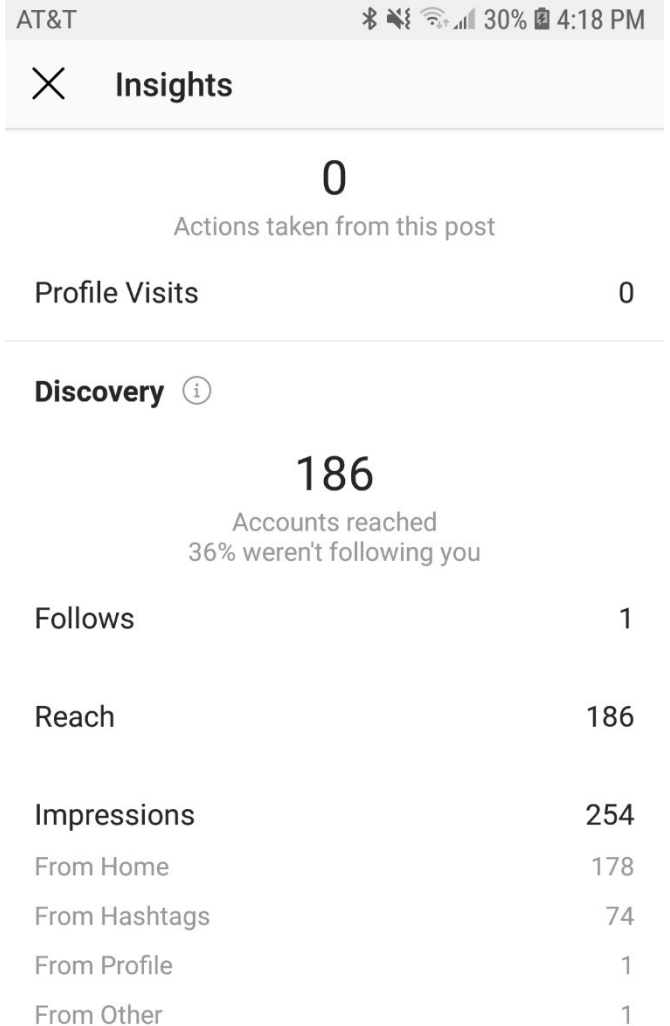 AT&T 30% 4:18 PM
Insights
0
Actions taken from this post
Profile Visits 0
Discovery
186
Accounts reached
36% weren't following you
Follows 1
Reach 186
Impressions 254
From Home 178
From Hashtags 74
From Profile 1
From Other 1